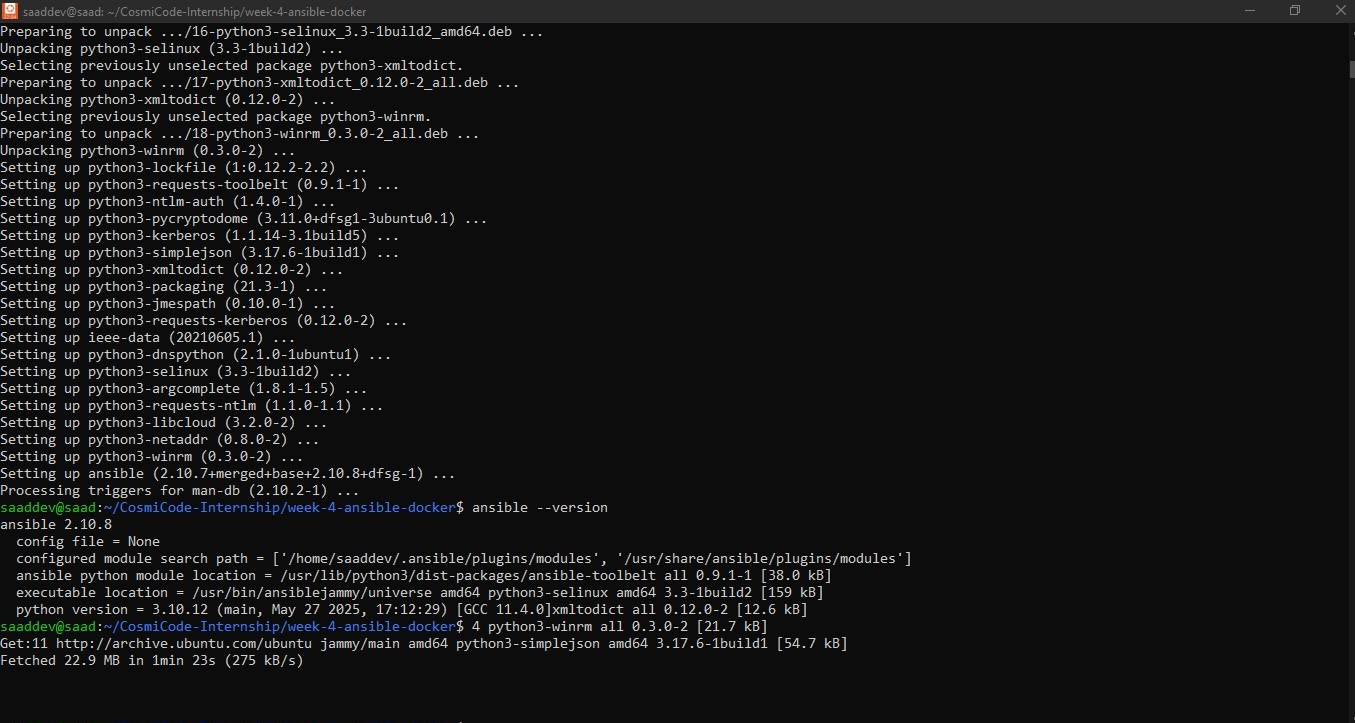 saaddev@saad: ~/CosmiCode-Internship/week-4-ansible-docker
Preparing to unpack .../16-python3-selinux_3.3-1build2_amd64.deb ...
Unpacking python3-selinux (3.3-1build2) ...
Selecting previously unselected package python3-xmltodict.
Preparing to unpack .../17-python3-xmltodict_0.12.0-2_all.deb ...
Unpacking python3-xmltodict (0.12.0-2) ...
Selecting previously unselected package python3-winrm.
Preparing to unpack .../18-python3-winrm_0.3.0-2_all.deb ...
Unpacking python3-winrm (0.3.0-2) ...
Setting up python3-lockfile (1:0.12.2-2.2) ...
Setting up python3-requests-toolbelt (0.9.1-1) ...
Setting up python3-ntlm-auth (1.4.0-1) ...
Setting up python3-pycryptodome (3.11.0+dfsg1-3ubuntu0.1) ...
Setting up python3-kerberos (1.1.14-3.1build5) ...
Setting up python3-simplejson (3.17.6-1build1) ...
Setting up python3-xmltodict (0.12.0-2) ...
Setting up python3-packaging (21.3-1) ...
Setting up python3-jmespath (0.10.0-1) ...
Setting up python3-requests-kerberos (0.12.0-2) ...
Setting up ieee-data (20210605.1) ...
Setting up python3-dnspython (2.1.0-1ubuntu1) ...
Setting up python3-selinux (3.3-1build2) ...
Setting up python3-argcomplete (1.8.1-1.5) ...
Setting up python3-requests-ntlm (1.1.0-1.1) ...
Setting up python3-libcloud (3.2.0-2) ...
Setting up python3-netaddr (0.8.0-2) ...
Setting up python3-winrm (0.3.0-2) ...
Setting up ansible (2.10.7+merged+base+2.10.8+dfsg-1) ...
Processing triggers for man-db (2.10.2-1) ...
saaddev@saad:~/CosmiCode-Internship/week-4-ansible-docker$ ansible --version
ansible 2.10.8
  config file = None
  configured module search path = ['/home/saaddev/.ansible/plugins/modules', '/usr/share/ansible/plugins/modules']
  ansible python module location = /usr/lib/python3/dist-packages/ansible-toolbelt all 0.9.1-1 [38.0 kB]
  executable location = /usr/bin/ansiblejammy/universe amd64 python3-selinux amd64 3.3-1build2 [159 kB]
  python version = 3.10.12 (main, May 27 2025, 17:12:29) [GCC 11.4.0]xmltodict all 0.12.0-2 [12.6 kB]
saaddev@saad:~/CosmiCode-Internship/week-4-ansible-docker$ 4 python3-winrm all 0.3.0-2 [21.7 kB]
Get:11 http://archive.ubuntu.com/ubuntu jammy/main amd64 python3-simplejson amd64 3.17.6-1build1 [54.7 kB]
Fetched 22.9 MB in 1min 23s (275 kB/s)